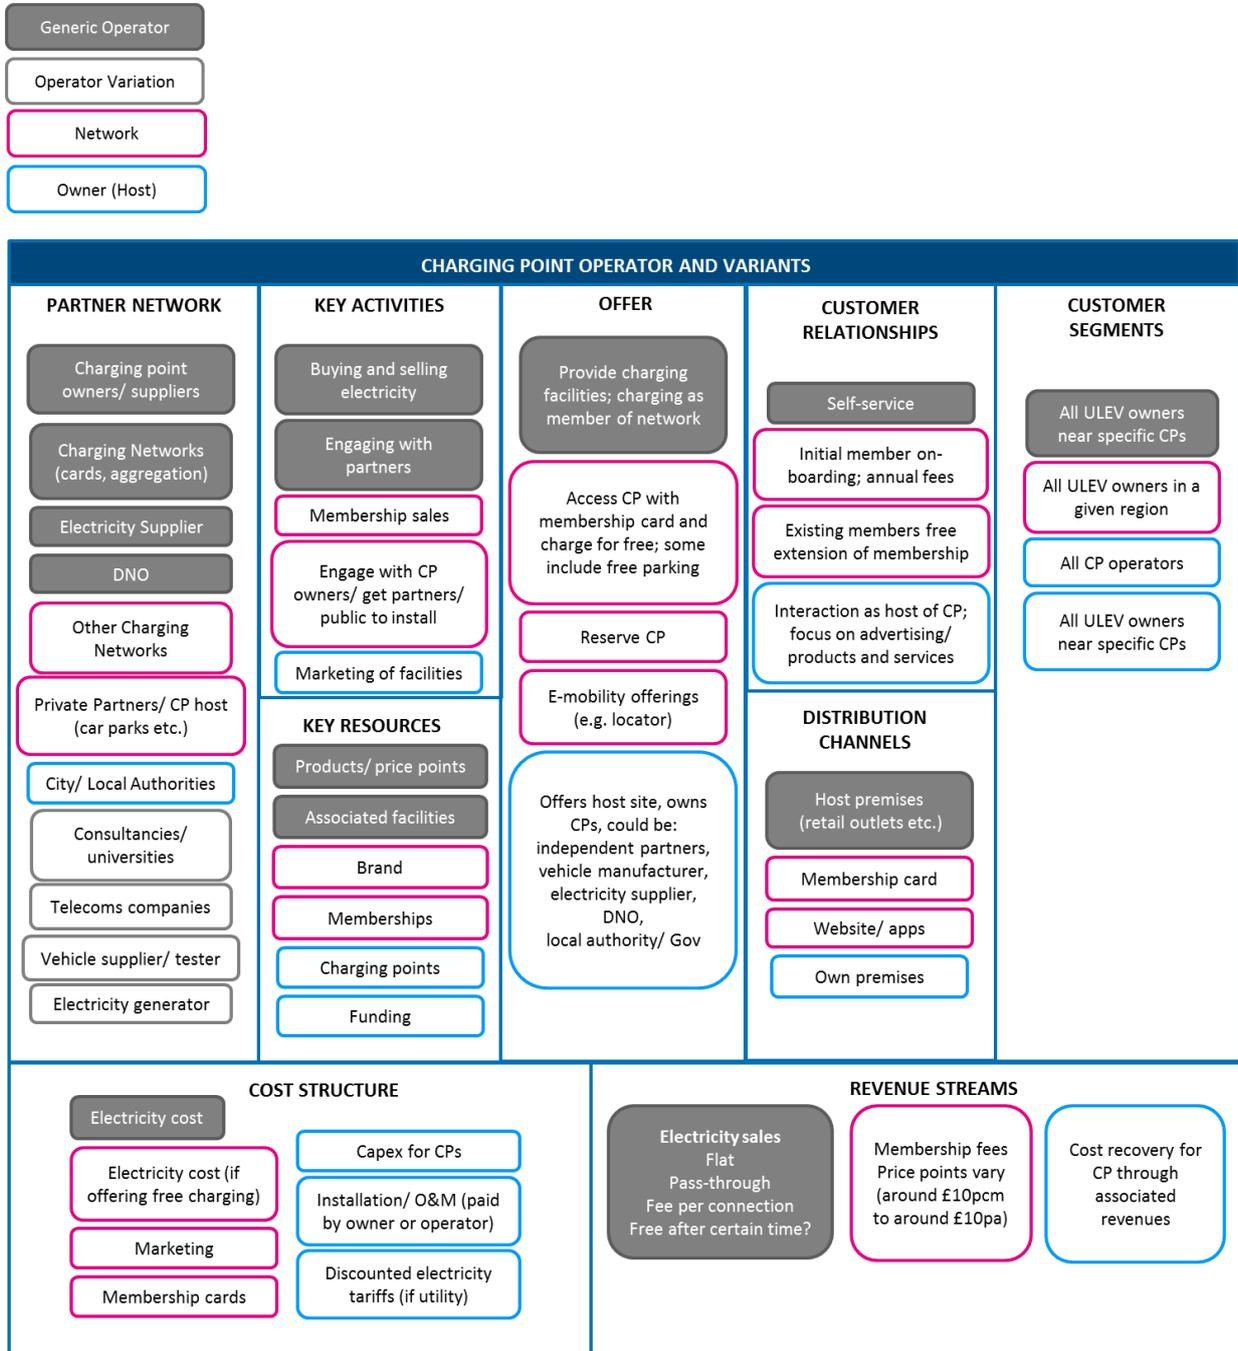 Generic Operator
Operator Variation
Network
Owner (Host)
CHARGING POINT OPERATOR AND VARIANTS
PARTNER NETWORK
Charging point
owners/ suppliers
Charging Networks
(cards, aggregation)
Electricity Supplier
DNO
Other Charging
Networks
Private Partners/ CP host
(car parks etc.)
City/ Local Authorities
Consultancies/
universities
Telecoms companies
Vehicle supplier/ tester
Electricity generator
KEY ACTIVITIES
Buying and selling
electricity
Engaging with
partners
Membership sales
Engage with CP
owners/ get partners/
public to install
Marketing of facilities
KEY RESOURCES
Products/ price points
Associated facilities
Brand
Memberships
Charging points
Funding
OFFER
Provide charging
facilities; charging as
member of network
Access CP with
membership card and
charge for free; some
include free parking
Reserve CP
E-mobility offerings
(e.g. locator)
Offers host site, owns
CPs, could be:
independent partners,
vehicle manufacturer,
electricity supplier,
DNO,
local authority/ Gov
CUSTOMER
RELATIONSHIPS
Self-service
Initial member on-
boarding; annual fees
Existing members free
extension of membership
Interaction as host of CP;
focus on advertising/
products and services
DISTRIBUTION
CHANNELS
Host premises
(retail outlets etc.)
Membership card
Website/ apps
Own premises
CUSTOMER
SEGMENTS
All ULEV owners
near specific CPs
All ULEV owners in a
given region
All CP operators
All ULEV owners
near specific CPs
COST STRUCTURE
Electricity cost
Electricity cost (if
offering free charging)
Marketing
Membership cards
Capex for CPs
Installation/ O&M (paid
by owner or operator)
Discounted electricity
tariffs (if utility)
REVENUE STREAMS
Electricity sales
Flat
Pass-through
Fee per connection
Free after certain time?
Membership fees
Price points vary
(around £10pcm
to around £10pa)
Cost recovery for
CP through
associated
revenues